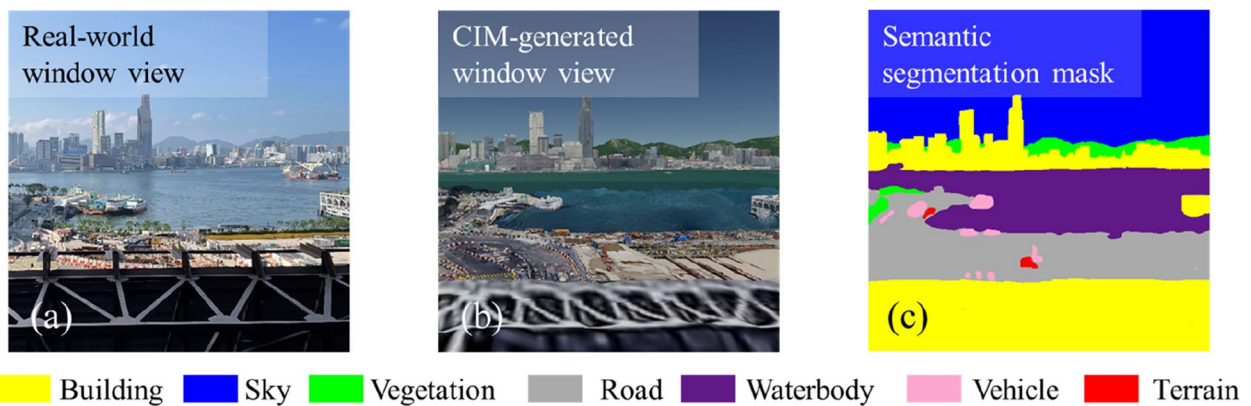 Real-world
window view
CIM-generated
window view
Semantic
segmentation mask
(a)
(b)
(c)
Building Sky Vegetation Road Waterbody Vehicle Terrain